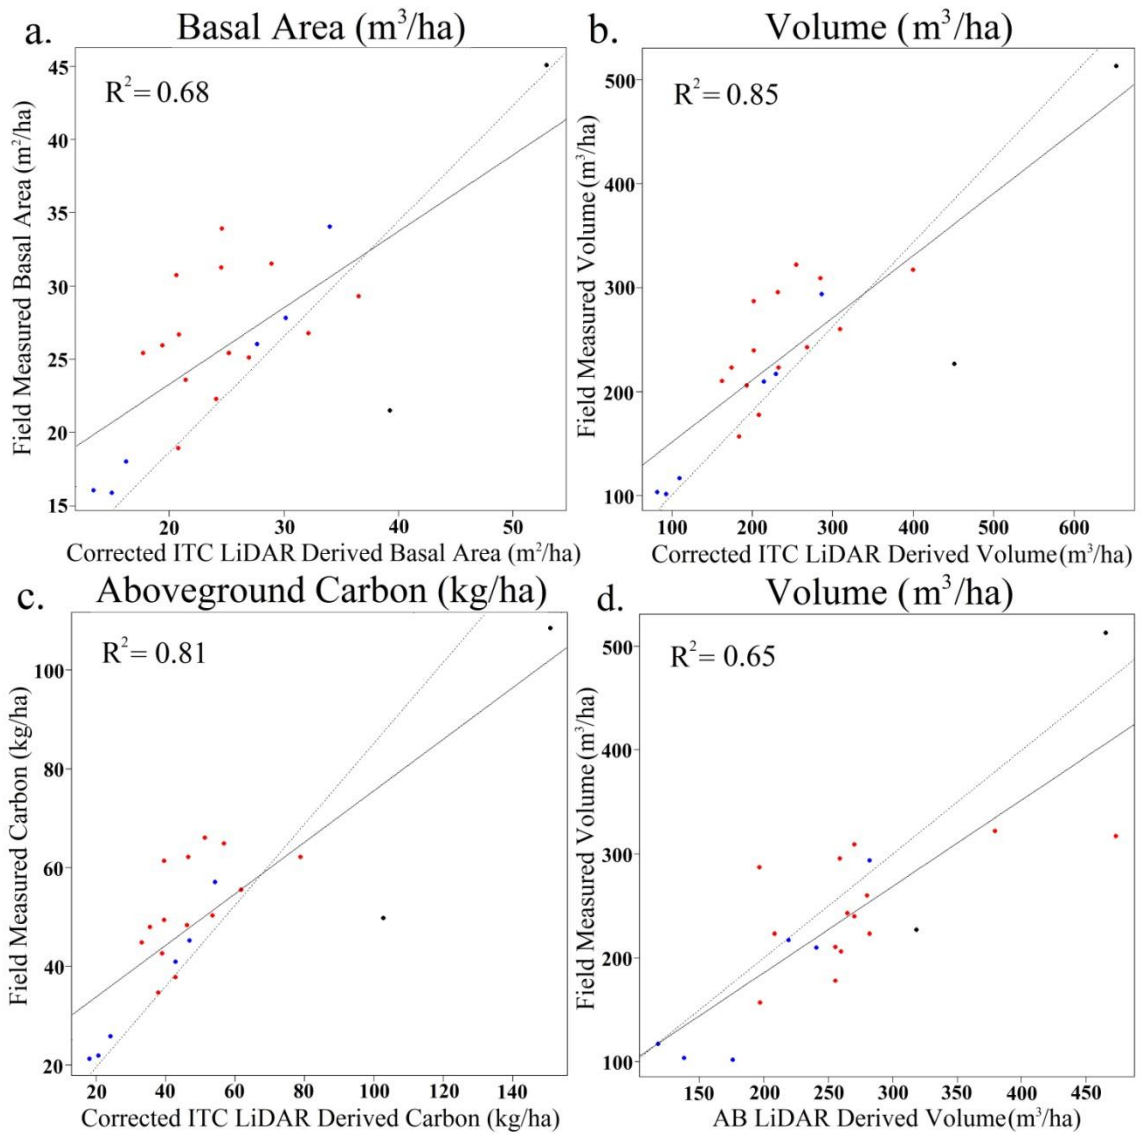 a.
Basal Area (m³/ha)
R² = 0.68
Field Measured Basal Area (m²/ha)
45
40
35
30
25
20
15
20
30
40
50
Corrected ITC LiDAR Derived Basal Area (m²/ha)
b.
Volume (m³/ha)
R² = 0.85
Field Measured Volume (m³/ha)
500
400
300
200
100
100
200
300
400
500
600
Corrected ITC LiDAR Derived Volume (m³/ha)
c.
Aboveground Carbon (kg/ha)
R² = 0.81
Field Measured Carbon (kg/ha)
100
80
60
40
20
20
40
60
80
100
120
140
Corrected ITC LiDAR Derived Carbon (kg/ha)
d.
Volume (m³/ha)
R² = 0.65
Field Measured Volume (m³/ha)
500
400
300
200
100
150
200
250
300
350
400
450
AB LiDAR Derived Volume (m³/ha)